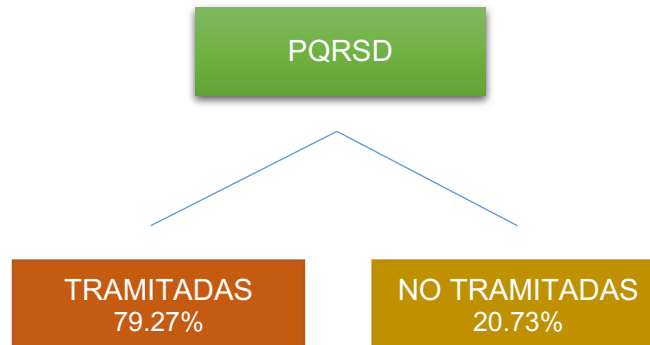 PQRSD
TRAMITADAS
79.27%
NO TRAMITADAS
20.73%